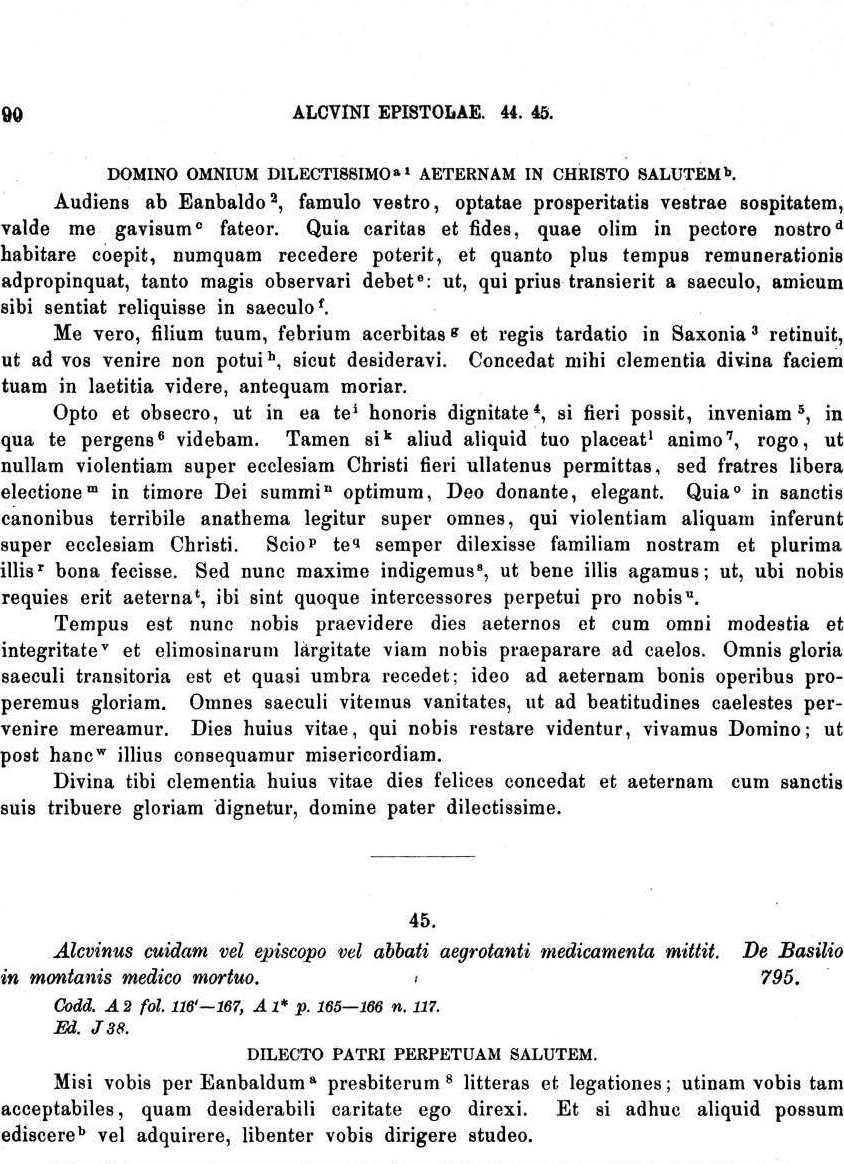 90 ALCVINI EPISTOLAE. 44. 45.
DOMINO OMNIUM DILECTISSIMO a 1 AETERNAM IN CHRISTO SALUTEM b.
Audiens ab Eanbaldo 2, famulo vestro, optatae prosperitatis vestrae sospitatem,
valde me gavisum c fateor. Quia caritas et fides, quae olim in pectore nostro d
habitare coepit, numquam recedere poterit, et quanto plus tempus remunerationis
adpropinquat, tanto magis observari debet e: ut, qui prius transierit a saeculo, amicum
sibi sentiat reliquisse in saeculo f.
Me vero, filium tuum, febrium acerbitas g et regis tardatio in Saxonia 3 retinuit,
ut ad vos venire non potui h, sicut desideravi. Concedat mihi clementia divina faciem
tuam in laetitia videre, antequam moriar.
Opto et obsecro, ut in ea te i honoris dignitate 4, si fieri possit, inveniam 5, in
qua te pergens 6 videbam. Tamen si k aliud aliquid tuo placeat l animo 7, rogo, ut
nullam violentiam super ecclesiam Christi fieri ullatenus permittas, sed fratres libera
electione m in timore Dei summi n optimum, Deo donante, elegant. Quia o in sanctis
canonibus terribile anathema legitur super omnes, qui violentiam aliquam inferunt
super ecclesiam Christi. Scio p te q semper dilexisse familiam nostram et plurima
illis r bona fecisse. Sed nunc maxime indigemus s, ut bene illis agamus; ut, ubi nobis
requies erit aeterna t, ibi sint quoque intercessores perpetui pro nobis u.
Tempus est nunc nobis praevidere dies aeternos et cum omni modestia et
integritate v et elimosinarum largitate viam nobis praeparare ad caelos. Omnis gloria
saeculi transitoria est et quasi umbra recedet; ideo ad aeternam bonis operibus pro-
peremus gloriam. Omnes saeculi vitemus vanitates, ut ad beatitudines caelestes per-
venire mereamur. Dies huius vitae, qui nobis restare videntur, vivamus Domino; ut
post hanc w illius consequamur misericordiam.
Divina tibi clementia huius vitae dies felices concedat et aeternam cum sanctis
suis tribuere gloriam dignetur, domine pater dilectissime.
45.
Alcvinus cuidam vel episcopo vel abbati aegrotanti medicamenta mittit. De Basilio
in montanis medico mortuo. 795.
Codd. A 2 fol. 116'—167, A 1* p. 165—166 n. 117.
Ed. J 38.
DILECTO PATRI PERPETUAM SALUTEM.
Misi vobis per Eanbaldum a presbiterum 8 litteras et legationes; utinam vobis tam
acceptabiles, quam desiderabili caritate ego direxi. Et si adhuc aliquid possum
ediscere b vel adquirere, libenter vobis dirigere studeo.